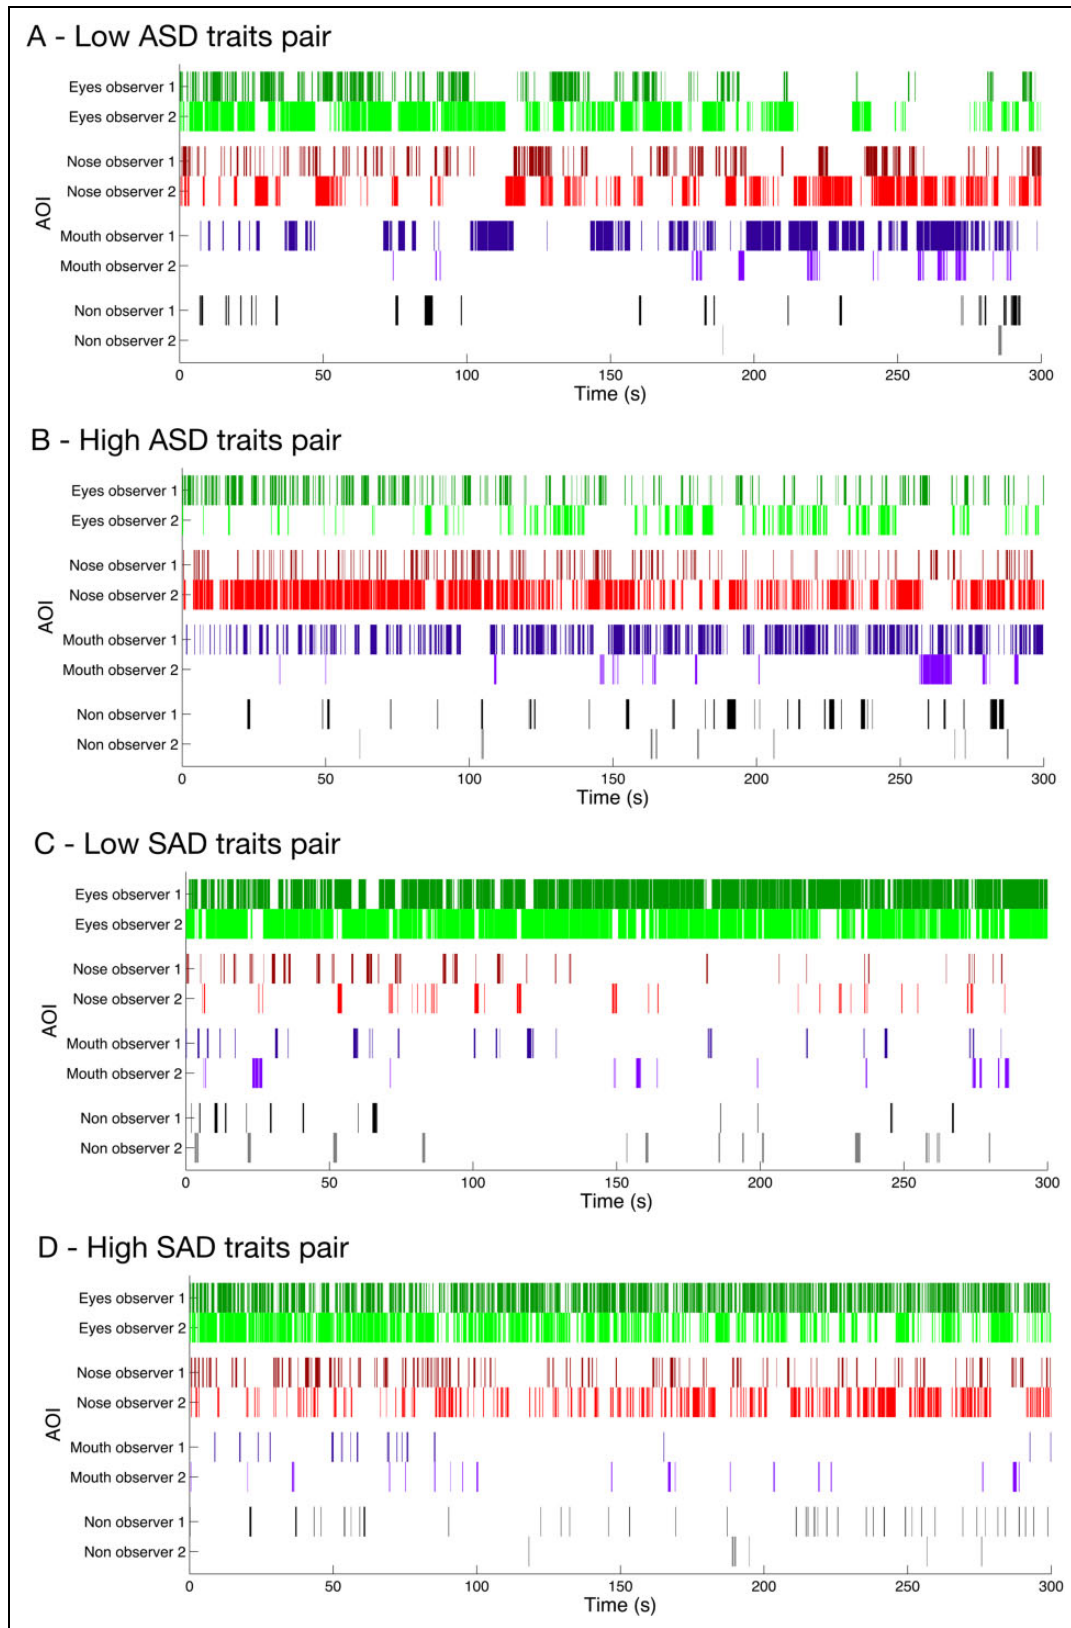 A - Low ASD traits pair
Eyes observer 1
Eyes observer 2
Nose observer 1
Nose observer 2
AOI
Mouth observer 1
Mouth observer 2
Non observer 1
Non observer 2
0 50 100 150 200 250 300
Time (s)
B - High ASD traits pair
Eyes observer 1
Eyes observer 2
Nose observer 1
Nose observer 2
AOI
Mouth observer 1
Mouth observer 2
Non observer 1
Non observer 2
0 50 100 150 200 250 300
Time (s)
C - Low SAD traits pair
Eyes observer 1
Eyes observer 2
Nose observer 1
Nose observer 2
AOI
Mouth observer 1
Mouth observer 2
Non observer 1
Non observer 2
0 50 100 150 200 250 300
Time (s)
D - High SAD traits pair
Eyes observer 1
Eyes observer 2
Nose observer 1
Nose observer 2
AOI
Mouth observer 1
Mouth observer 2
Non observer 1
Non observer 2
0 50 100 150 200 250 300
Time (s)